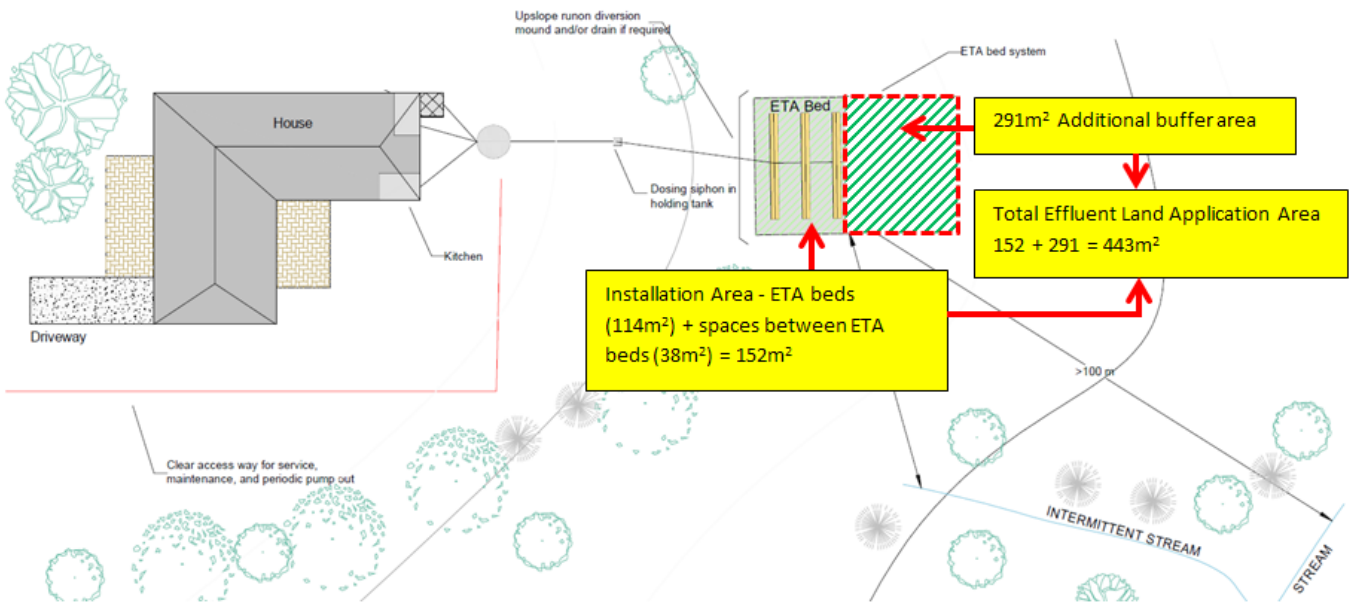 Upslope runon diversion
mound and/or drain if required
ETA bed system
ETA Bed
House
291m² Additional buffer area
Dosing siphon in
holding tank
Total Effluent Land Application Area
152 + 291 = 443m²
Kitchen
Installation Area - ETA beds
(114m²) + spaces between ETA
beds (38m²) = 152m²
Driveway
>100 m
Clear access way for service,
maintenance, and periodic pump out
INTERMITTENT STREAM
STREAM